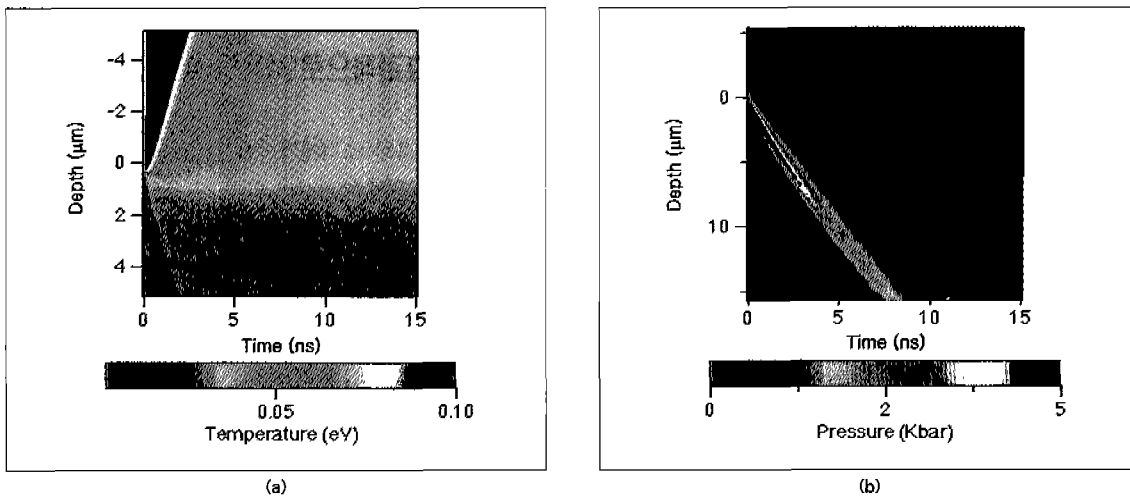 -4
-2
0
2
4
Depth (µm)
0 5 10 15
Time (ns)
0.05 0.10
Temperature (eV)
(a)
0
10
Depth (µm)
0 5 10 15
Time (ns)
0 2 5
Pressure (Kbar)
(b)